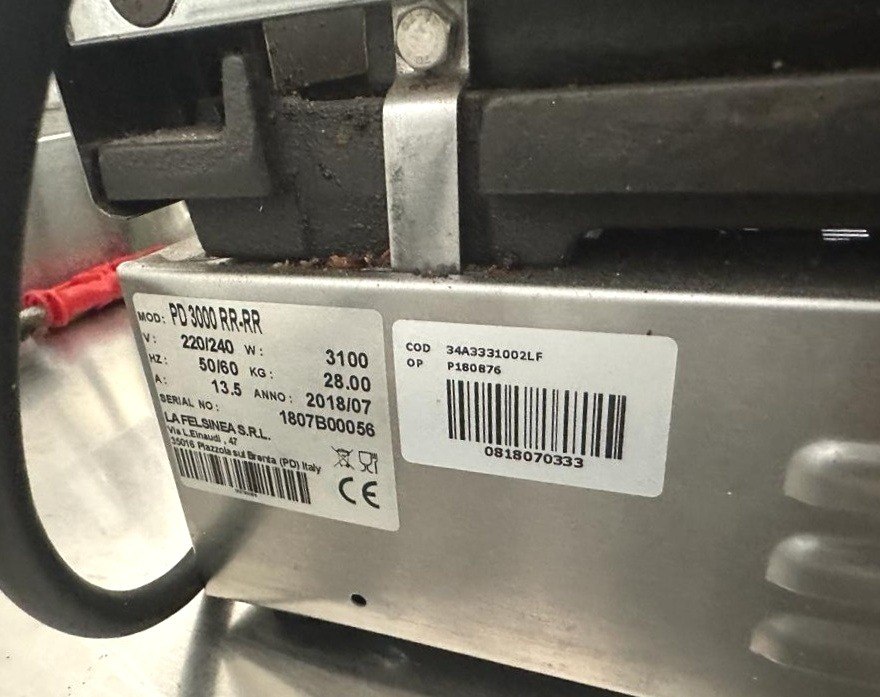 MOD: PD 3000 RR-RR
V: 220/240 W: 3100
HZ: 50/60 KG: 28.00
A: 13.5 ANNO: 2018/07
SERIAL NO: 1807B00056
LA FELSINEA S.R.L.
Via L.Einaudi , 47
35016 Piazzola sul Brenta (PD) Italy
CE
COD 34A3331002LF
OP P180876
0818070333